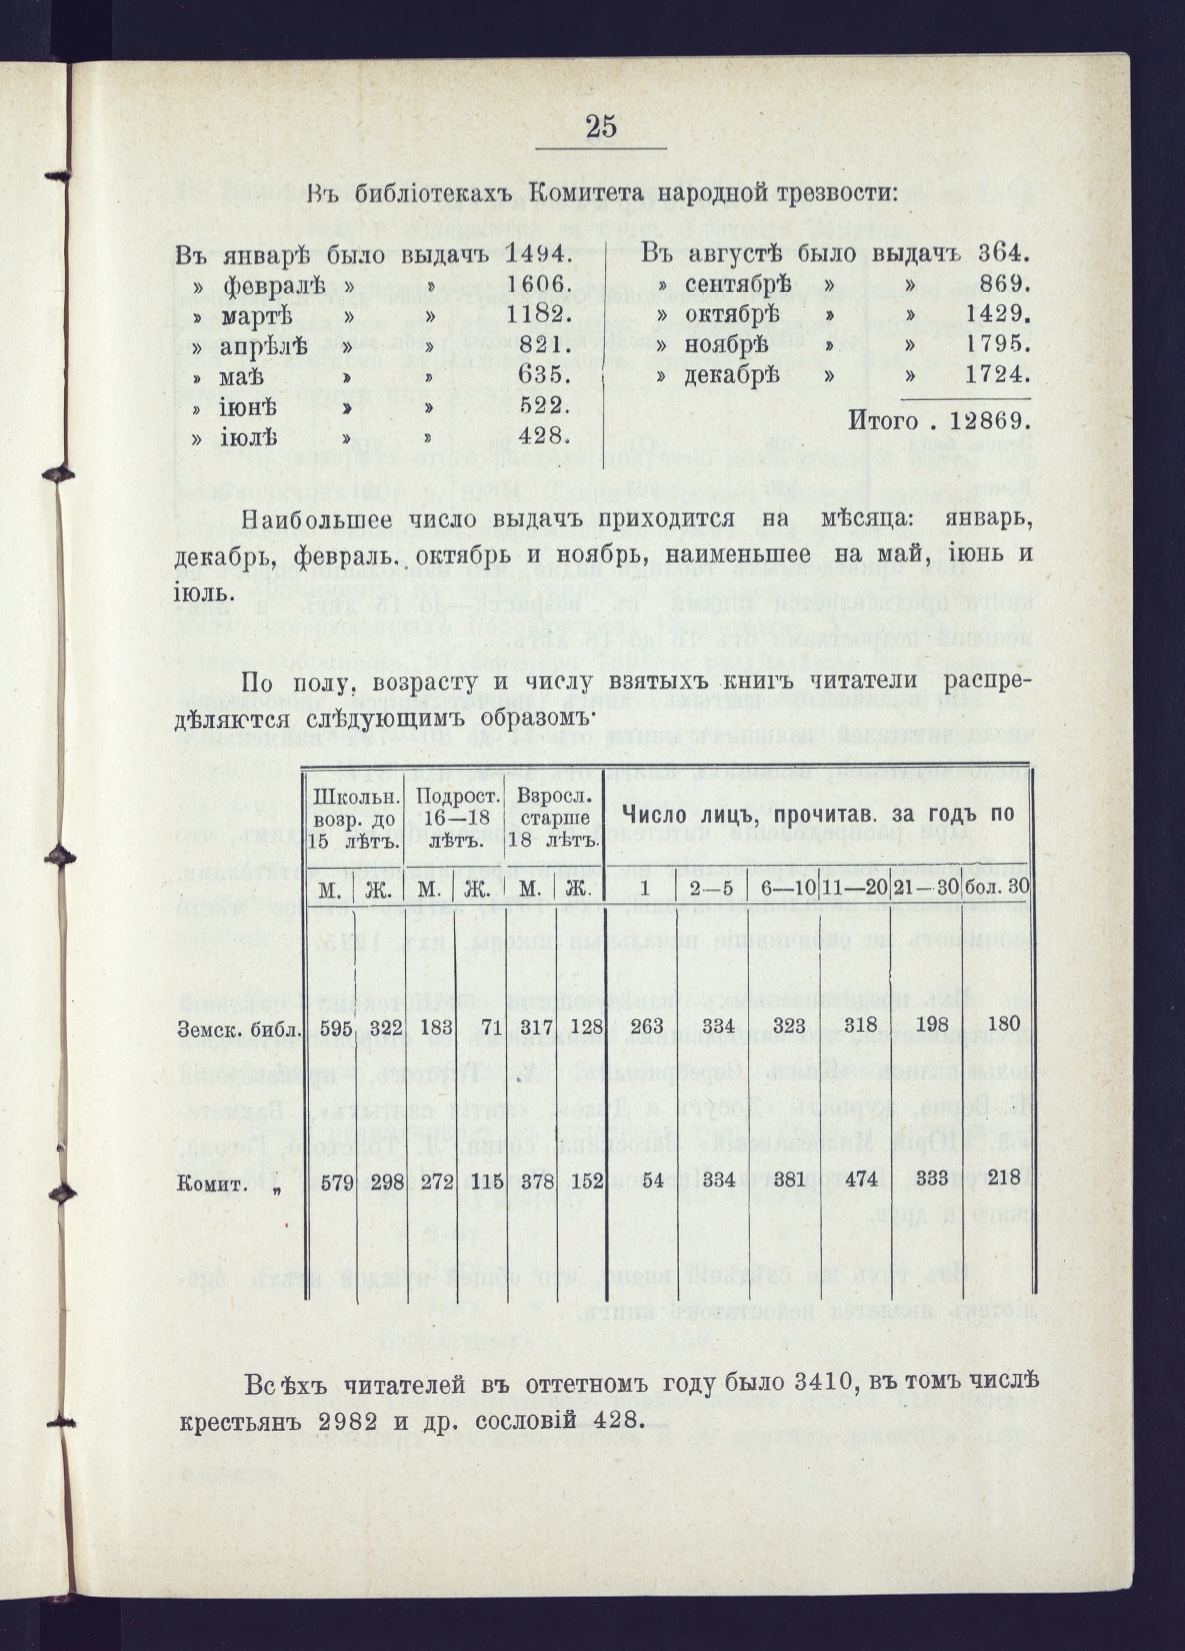 25
Въ библіотекахъ Комитета народной трезвости:
Въ январѣ было выдачъ 1494.
» февралѣ » » 1606.
» мартѣ » » 1182.
» апрѣлѣ » » 821.
» маѣ » » 635.
» іюнѣ » » 522.
» іюлѣ » » 428.
Въ августѣ было выдачъ 364.
» сентябрѣ » » 869.
» октябрѣ » » 1429.
» ноябрѣ » » 1795.
» декабрѣ » » 1724.
Итого . 12869.
Наибольшее число выдачъ приходится на мѣсяца: январь,
декабрь, февраль, октябрь и ноябрь, наименьшее на май, іюнь и
іюль.
По полу, возрасту и числу взятыхъ книгъ читатели распре-
дѣляются слѣдующимъ образомъ·
Школьн. возр. до 15 лѣтъ. Подрост. 16—18 лѣтъ. Взросл. старше 18 лѣтъ. Число лицъ, прочитав. за годъ по
М. Ж. М. Ж. М. Ж. 1 2—5 6—10 11—20 21—30 бол. 30
Земск. библ. 595 322 183 71 317 128 263 334 323 318 198 180
Комит. „ 579 298 272 115 378 152 54 334 381 474 333 218
Всѣхъ читателей въ оттетномъ году было 3410, въ томъ числѣ
крестьянъ 2982 и др. сословій 428.